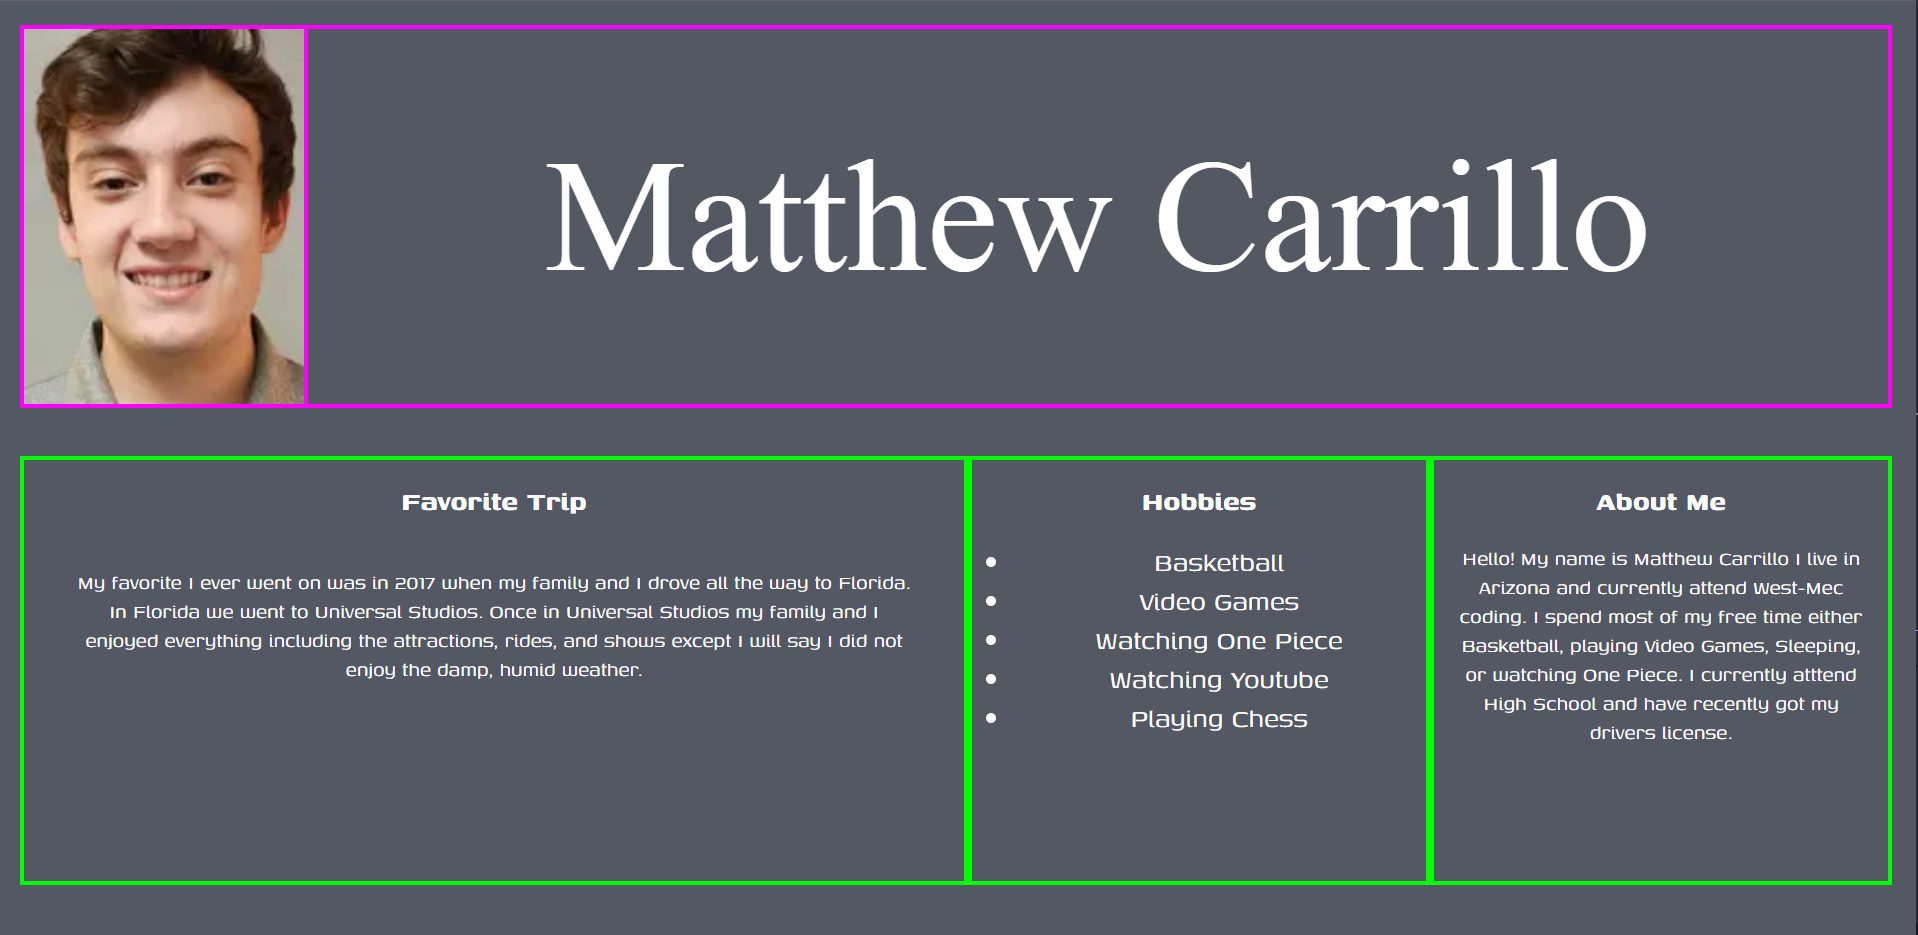 Matthew Carrillo
Favorite Trip
My favorite I ever went on was in 2017 when my family and I drove all the way to Florida.
In Florida we went to Universal Studios. Once in Universal Studios my family and I
enjoyed everything including the attractions, rides, and shows except I will say I did not
enjoy the damp, humid weather.
Hobbies
Basketball
Video Games
Watching One Piece
Watching Youtube
Playing Chess
About Me
Hello! My name is Matthew Carrillo I live in
Arizona and currently attend West-Mec
coding. I spend most of my free time either
Basketball, playing Video Games, Sleeping,
or watching One Piece. I currently atttend
High School and have recently got my
drivers license.